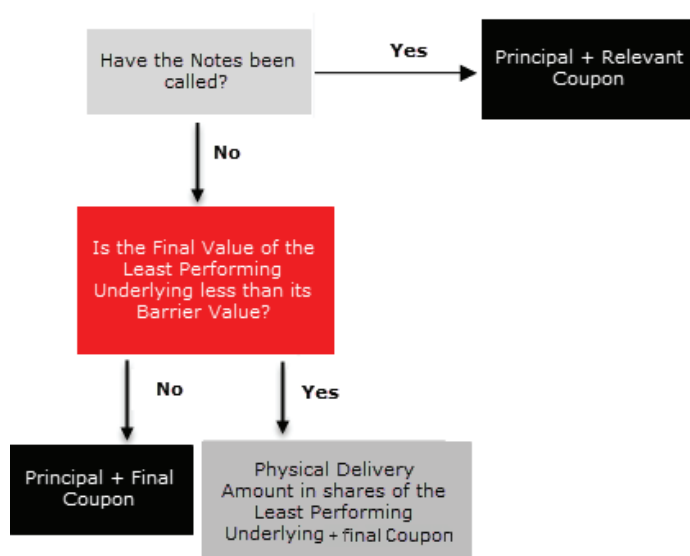 Have the Notes been
called?
Yes
Principal + Relevant
Coupon
No
Is the Final Value of the
Least Performing
Underlying less than its
Barrier Value?
No
Yes
Principal + Final
Coupon
Physical Delivery
Amount in shares of the
Least Performing
Underlying + final Coupon